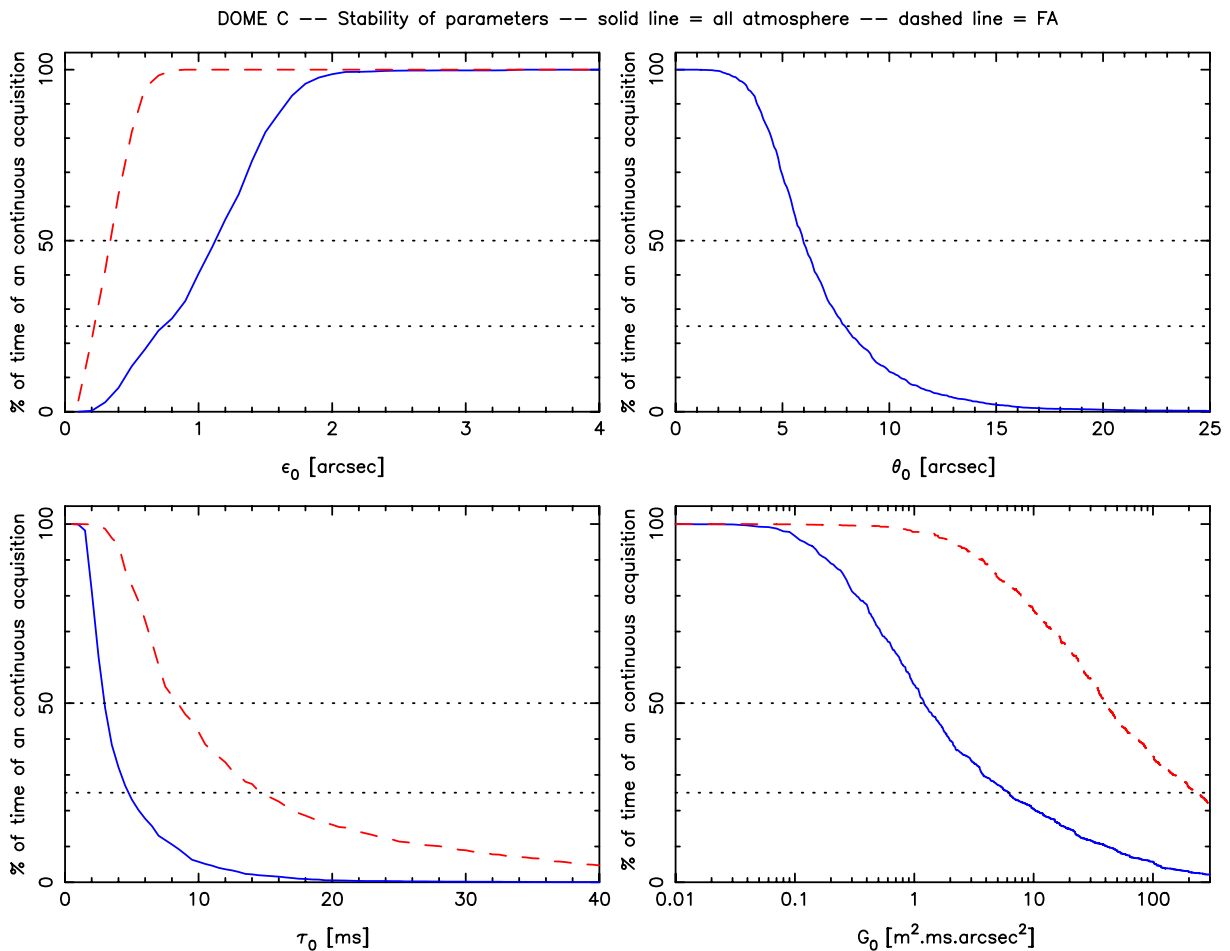 DOME C -- Stability of parameters -- solid line = all atmosphere -- dashed line = FA
% of time of an continuous acquisition
0 50 100
0 1 2 3 4
ϵ₀ [arcsec]
% of time of an continuous acquisition
0 50 100
0 5 10 15 20 25
θ₀ [arcsec]
% of time of an continuous acquisition
0 50 100
0 10 20 30 40
τ₀ [ms]
% of time of an continuous acquisition
0 50 100
0.01 0.1 1 10 100
G₀ [m².ms.arcsec²]